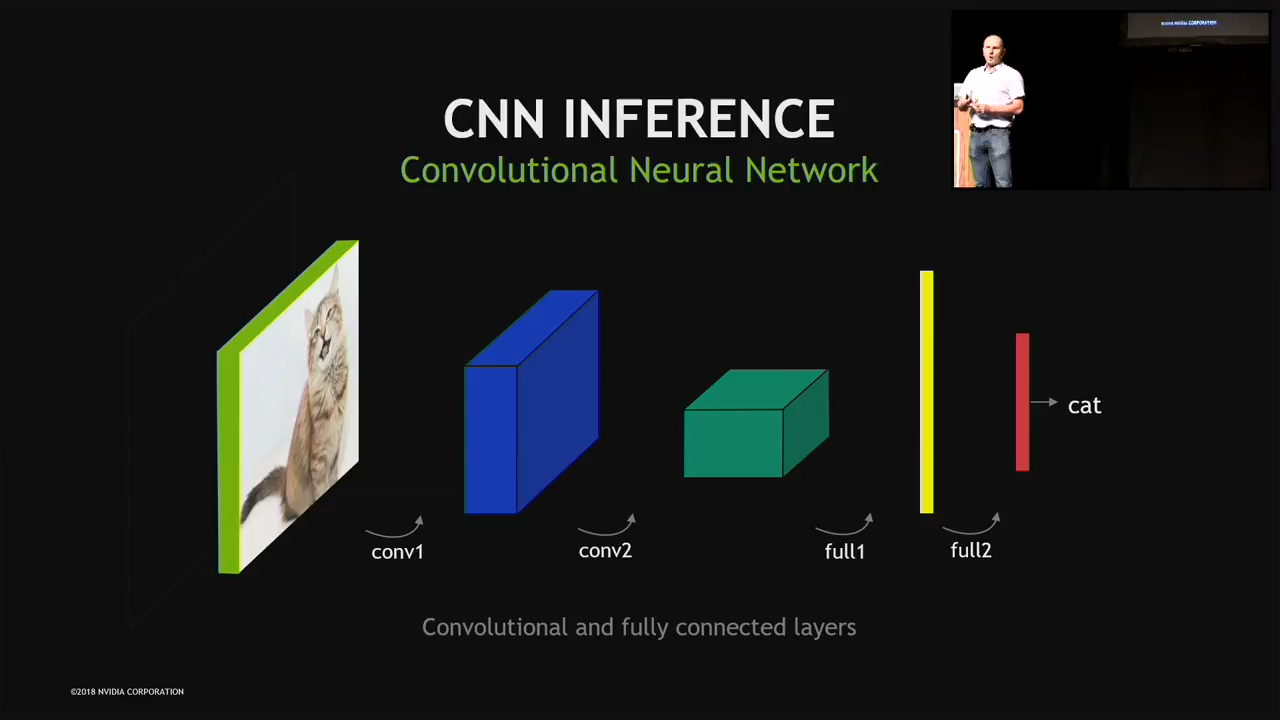 CNN INFERENCE
Convolutional Neural Network
cat
conv1
conv2
full1
full2
Convolutional and fully connected layers
©2018 NVIDIA CORPORATION